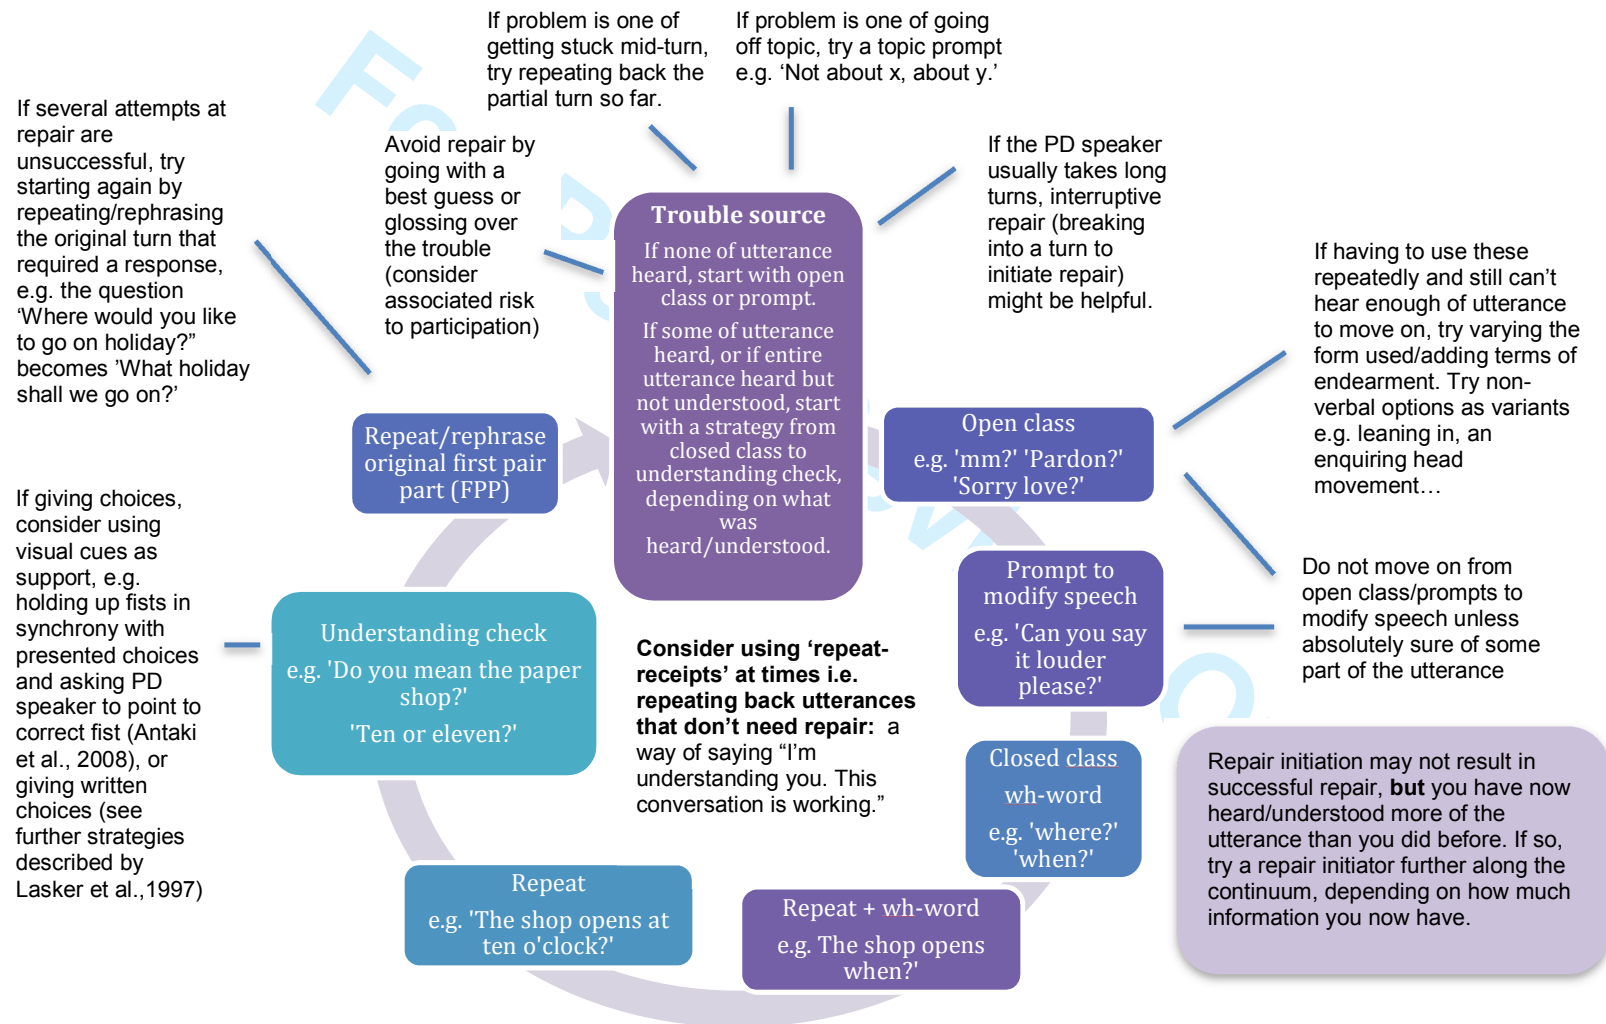 If problem is one of
getting stuck mid-turn,
try repeating back the
partial turn so far.
If problem is one of going
off topic, try a topic prompt
e.g. ‘Not about x, about y.’
If several attempts at
repair are
unsuccessful, try
starting again by
repeating/rephrasing
the original turn that
required a response,
e.g. the question
‘Where would you like
to go on holiday?”
becomes ’What holiday
shall we go on?’
Avoid repair by
going with a
best guess or
glossing over
the trouble
(consider
associated risk
to participation)
Trouble source
If none of utterance
heard, start with open
class or prompt.
If some of utterance
heard, or if entire
utterance heard but
not understood, start
with a strategy from
closed class to
understanding check,
depending on what
was
heard/understood.
If the PD speaker
usually takes long
turns, interruptive
repair (breaking
into a turn to
initiate repair)
might be helpful.
If having to use these
repeatedly and still can’t
hear enough of utterance
to move on, try varying the
form used/adding terms of
endearment. Try non-
verbal options as variants
e.g. leaning in, an
enquiring head
movement…
Repeat/rephrase
original first pair
part (FPP)
Open class
e.g. 'mm?' 'Pardon?'
'Sorry love?'
If giving choices,
consider using
visual cues as
support, e.g.
holding up fists in
synchrony with
presented choices
and asking PD
speaker to point to
correct fist (Antaki
et al., 2008), or
giving written
choices (see
further strategies
described by
Lasker et al.,1997)
Prompt to
modify speech
e.g. 'Can you say
it louder
please?'
Do not move on from
open class/prompts to
modify speech unless
absolutely sure of some
part of the utterance
Understanding check
e.g. 'Do you mean the paper
shop?'
'Ten or eleven?'
Consider using ‘repeat-
receipts’ at times i.e.
repeating back utterances
that don’t need repair: a
way of saying “I’m
understanding you. This
conversation is working.”
Closed class
wh-word
e.g. 'where?'
'when?'
Repair initiation may not result in
successful repair, but you have now
heard/understood more of the
utterance than you did before. If so,
try a repair initiator further along the
continuum, depending on how much
information you now have.
Repeat
e.g. 'The shop opens at
ten o'clock?'
Repeat + wh-word
e.g. The shop opens
when?'